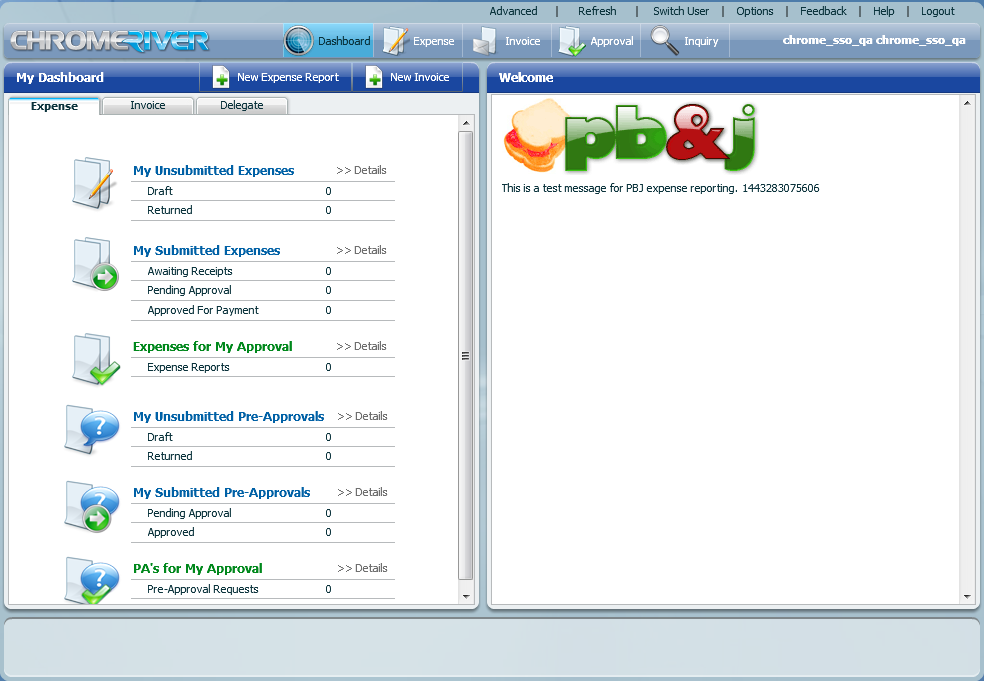 Advanced | Refresh | Switch User | Options | Feedback | Help | Logout
CHROMERIVER Dashboard Expense Invoice Approval Inquiry chrome_sso_qa chrome_sso_qa
My Dashboard New Expense Report New Invoice
Expense Invoice Delegate
My Unsubmitted Expenses >> Details
Draft 0
Returned 0
My Submitted Expenses >> Details
Awaiting Receipts 0
Pending Approval 0
Approved For Payment 0
Expenses for My Approval >> Details
Expense Reports 0
My Unsubmitted Pre-Approvals >> Details
Draft 0
Returned 0
My Submitted Pre-Approvals >> Details
Pending Approval 0
Approved 0
PA's for My Approval >> Details
Pre-Approval Requests 0
Welcome
pb&j
This is a test message for PBJ expense reporting. 1443283075606